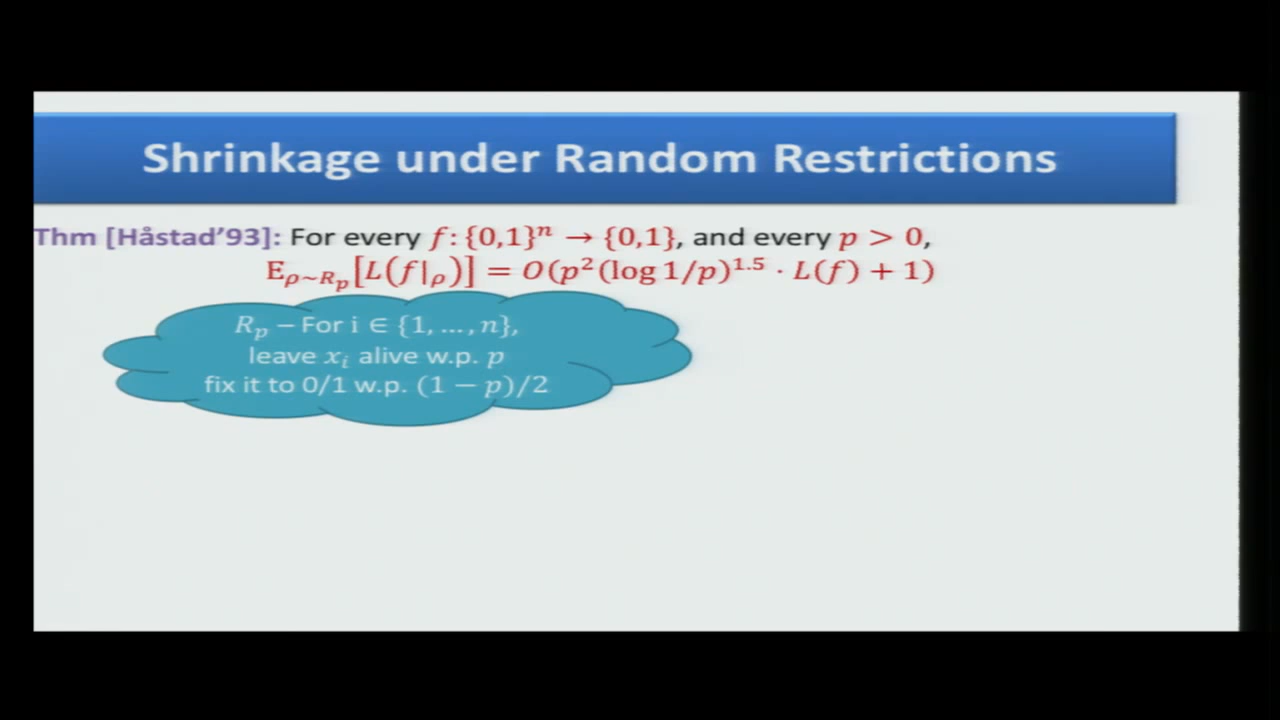 Shrinkage under Random Restrictions
Thm [Håstad’93]: For every f: {0,1}ⁿ → {0,1}, and every p > 0,
E_{ρ~R_p}[L(f|_ρ)] = O(p²(log 1/p)^{1.5} · L(f) + 1)
R_p – For i ∈ {1, …, n},
leave x_i alive w.p. p
fix it to 0/1 w.p. (1 − p)/2